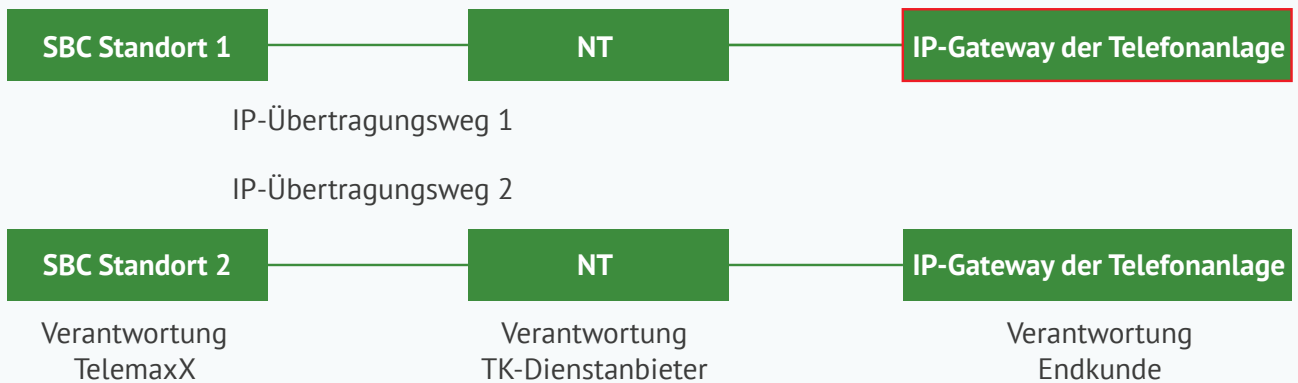 SBC Standort 1
NT
IP-Gateway der Telefonanlage
IP-Übertragungsweg 1
IP-Übertragungsweg 2
SBC Standort 2
NT
IP-Gateway der Telefonanlage
Verantwortung
TelemaxX
Verantwortung
TK-Dienstanbieter
Verantwortung
Endkunde